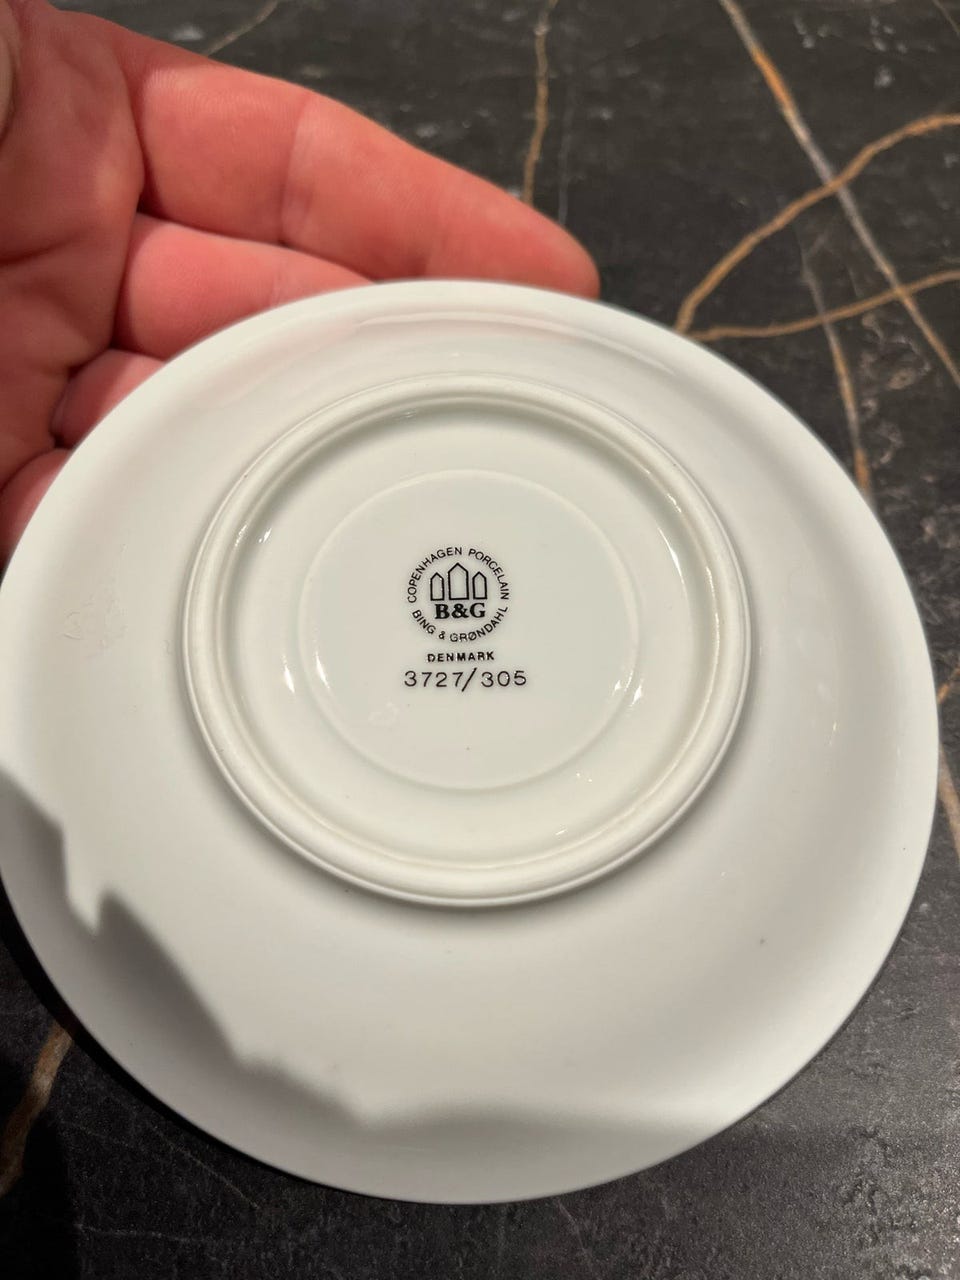 COPENHAGEN PORCELAIN
B&G
BING & GRØNDAHL
DENMARK
3727/305